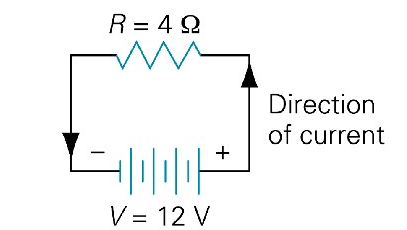 R = 4 Ω
Direction
of current
− +
V = 12 V